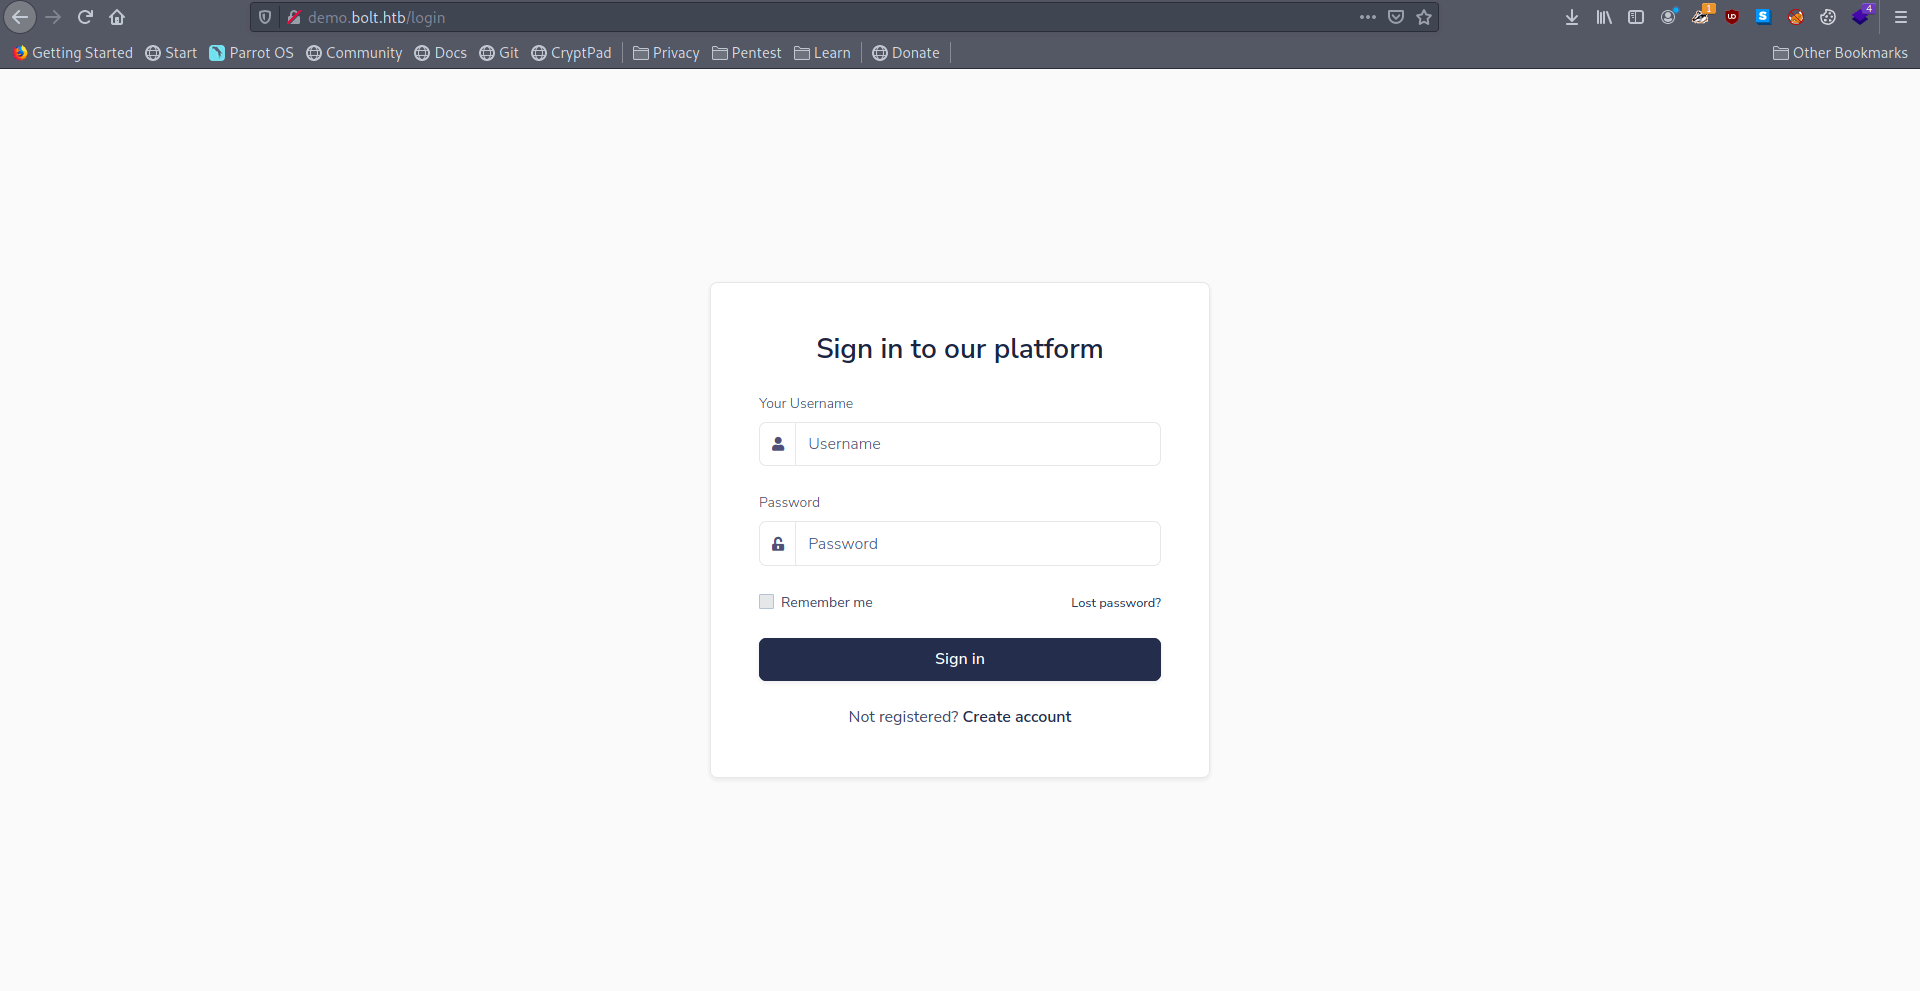 demo.bolt.htb/login
1
4
Getting Started Start Parrot OS Community Docs Git CryptPad Privacy Pentest Learn Donate Other Bookmarks
Sign in to our platform
Your Username
Username
Password
Password
Remember me Lost password?
Sign in
Not registered? Create account